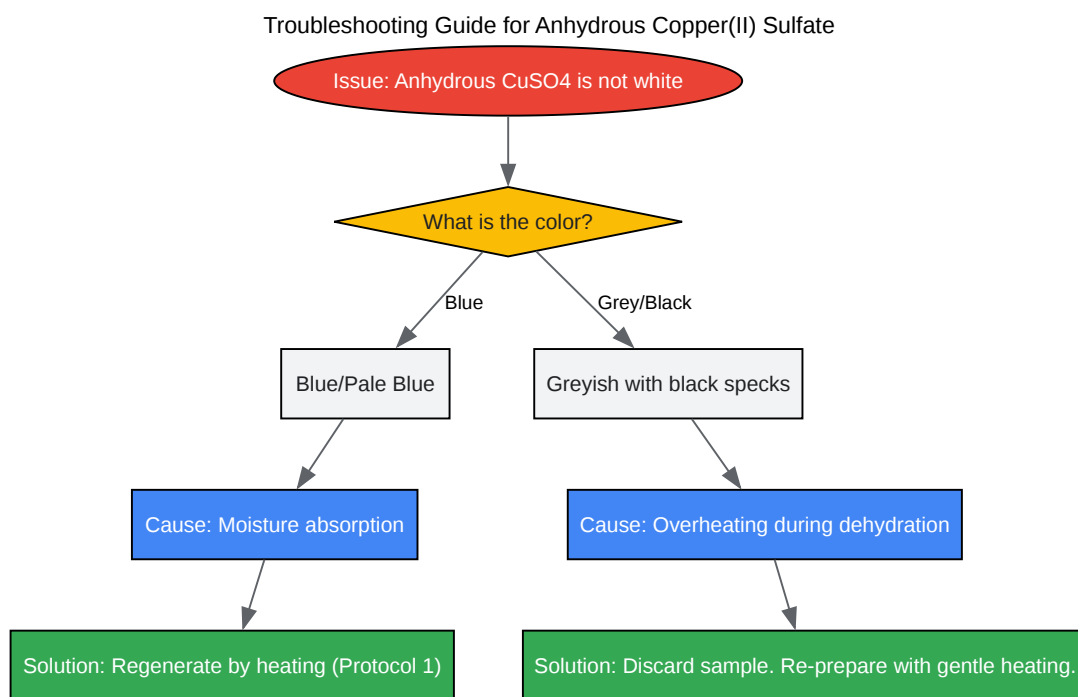 Troubleshooting Guide for Anhydrous Copper(II) Sulfate
Issue: Anhydrous CuSO4 is not white
What is the color?
Blue
Grey/Black
Blue/Pale Blue
Greyish with black specks
Cause: Moisture absorption
Cause: Overheating during dehydration
Solution: Regenerate by heating (Protocol 1)
Solution: Discard sample. Re-prepare with gentle heating.